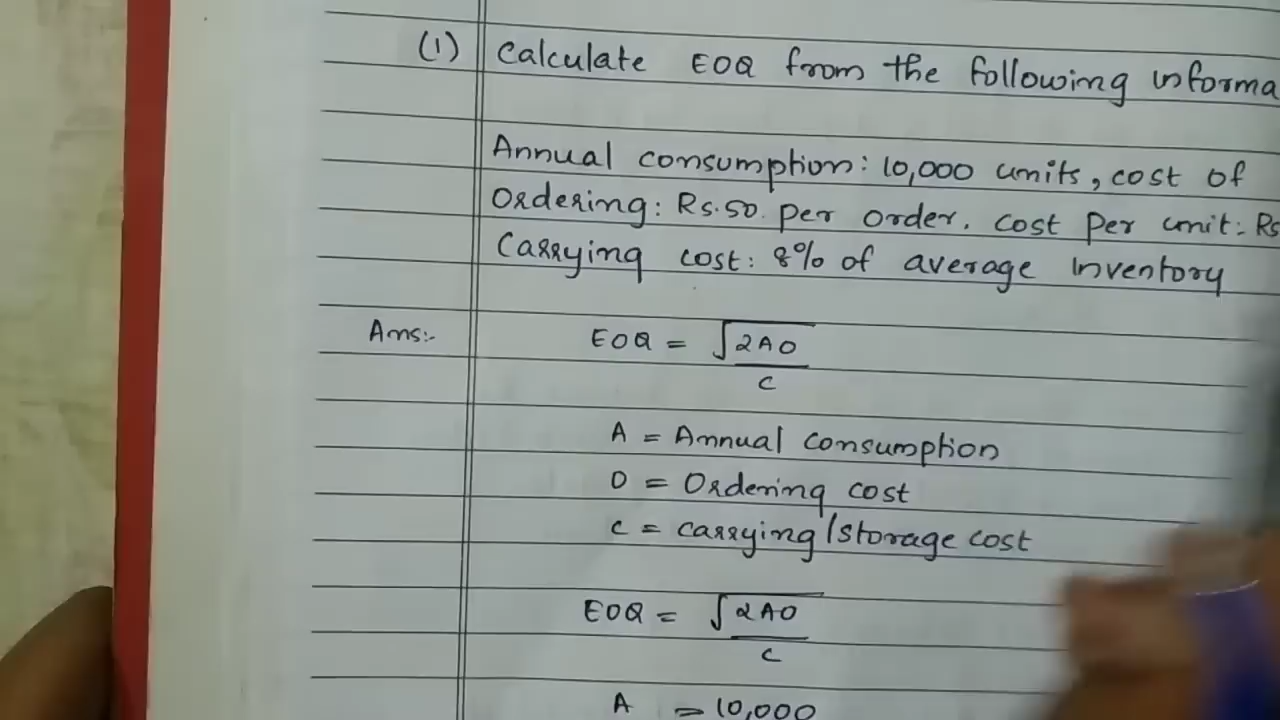 (1) Calculate EOQ from the following informa
Annual consumption: 10,000 units, cost of
Ordering: Rs.50. per order. cost per unit: Rs
Carrying cost: 8% of average inventory
Ans:- EOQ = √2AO
C
A = Annual consumption
O = Ordering cost
C = carrying/storage cost
EOQ = √2AO
C
A = 10,000